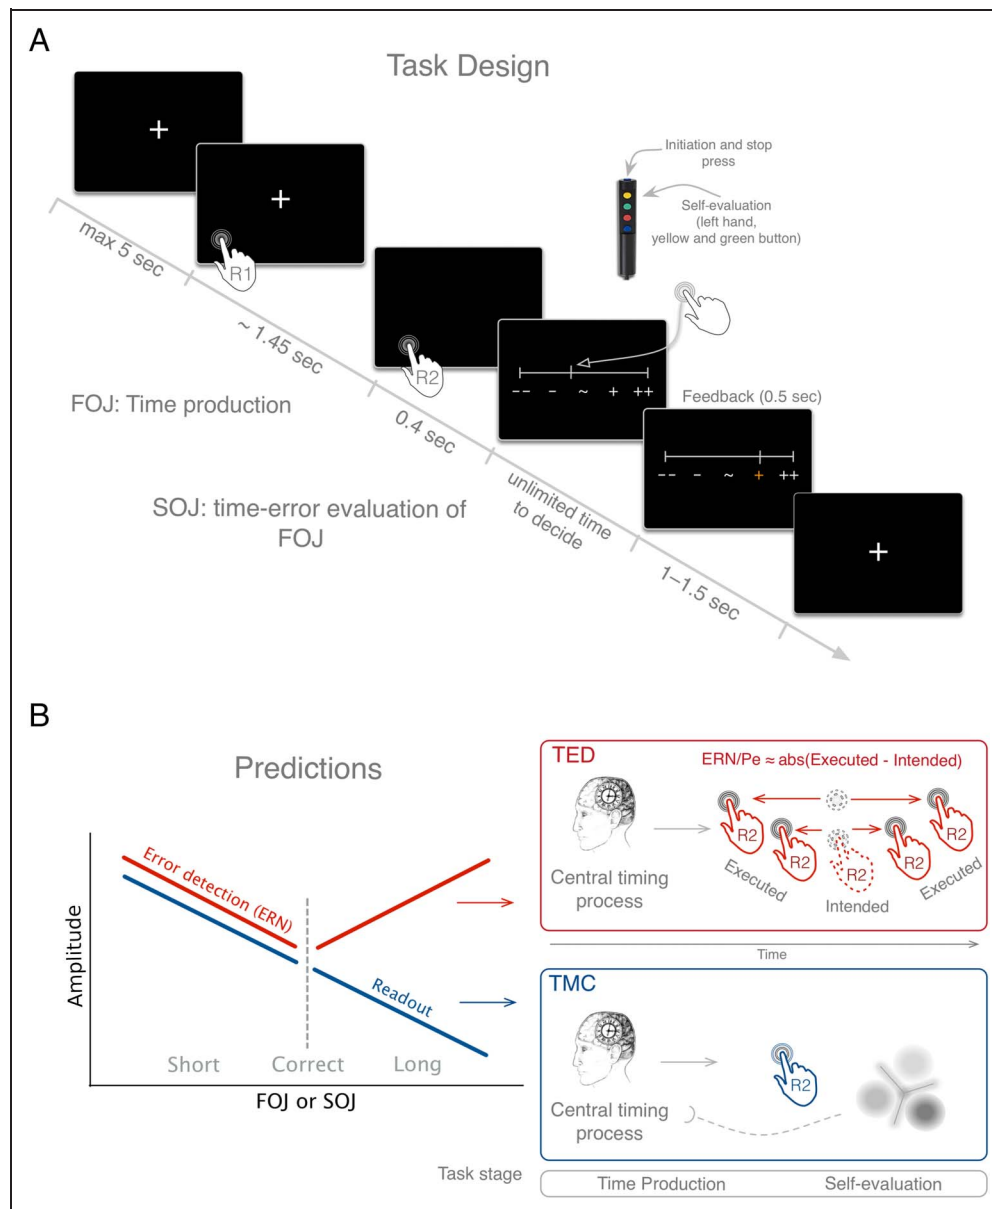 A
Task Design
Initiation and stop
press
Self-evaluation
(left hand,
yellow and green button)
max 5 sec
R1
~ 1.45 sec
R2
FOJ: Time production
0.4 sec
-- - ~ + ++
Feedback (0.5 sec)
-- - ~ + ++
SOJ: time-error evaluation of
FOJ
unlimited time
to decide
1–1.5 sec
B
Predictions
Amplitude
Error detection (ERN)
Readout
Short Correct Long
FOJ or SOJ
TED
ERN/Pe ≈ abs(Executed - Intended)
R2 R2 R2 R2 R2
Executed Intended Executed
Central timing
process
Time
TMC
R2
Central timing
process
Task stage
Time Production Self-evaluation